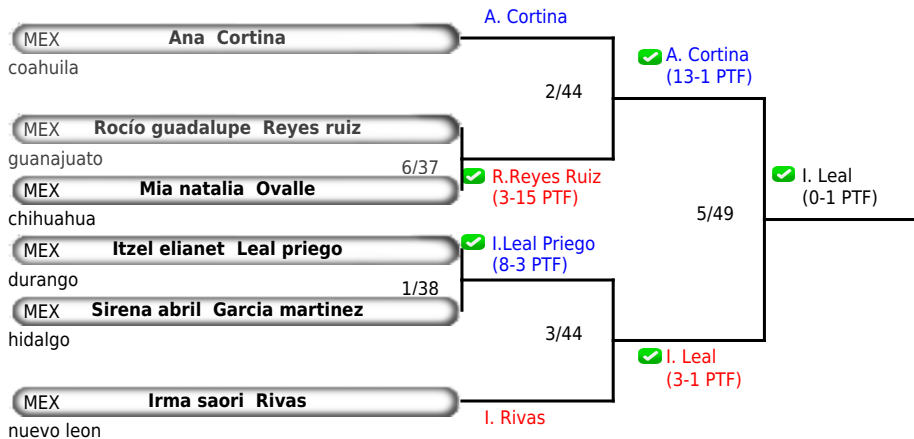 A. Cortina
MEX Ana Cortina
coahuila
A. Cortina
(13-1 PTF)
2/44
MEX Rocío guadalupe Reyes ruiz
guanajuato
6/37
R.Reyes Ruiz
(3-15 PTF)
MEX Mia natalia Ovalle
chihuahua
I. Leal
(0-1 PTF)
5/49
MEX Itzel elianet Leal priego
durango
I.Leal Priego
(8-3 PTF)
1/38
MEX Sirena abril Garcia martinez
hidalgo
3/44
I. Leal
(3-1 PTF)
MEX Irma saori Rivas
nuevo leon
I. Rivas